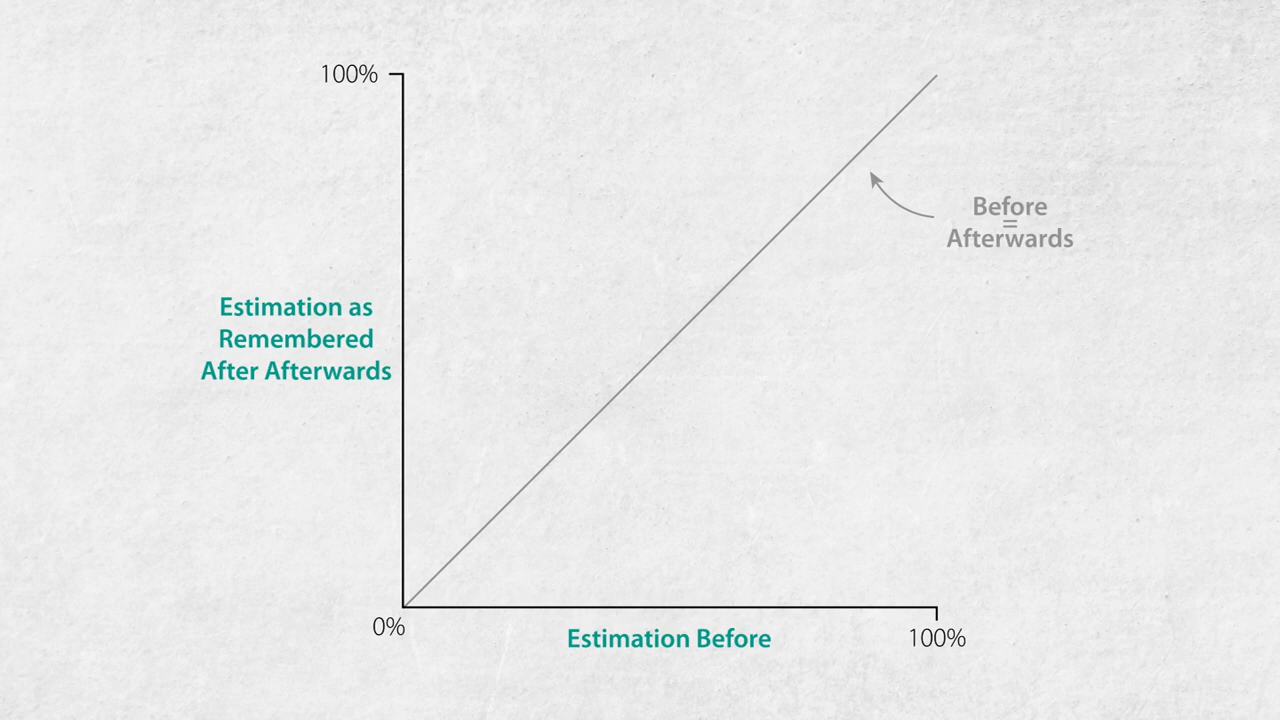 100%
Before
=
Afterwards
Estimation as
Remembered
After Afterwards
0%
Estimation Before
100%